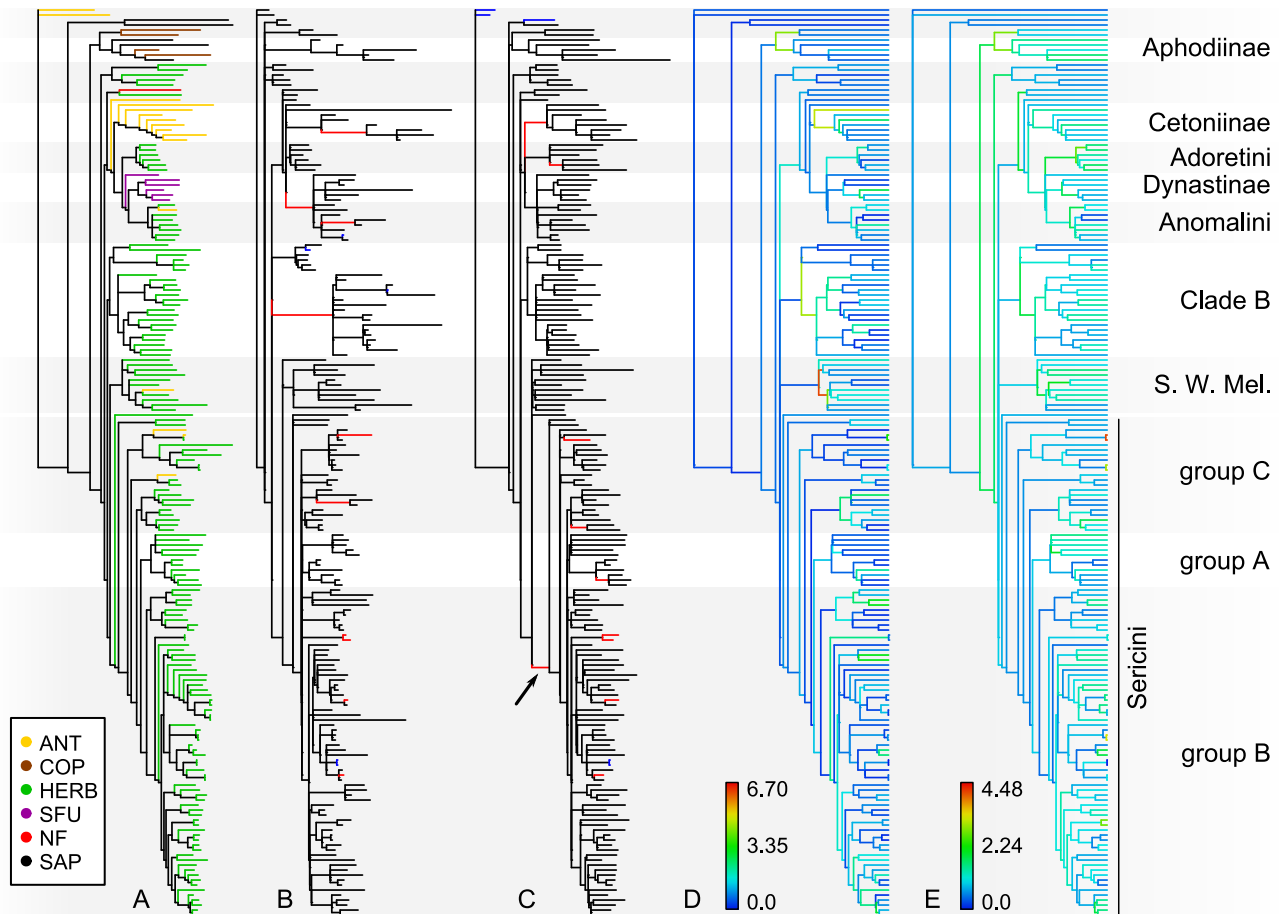 Aphodiinae
Cetoniinae
Adoretini
Dynastinae
Anomalini
Clade B
S. W. Mel.
group C
group A
group B
Sericini
ANT
COP
HERB
SFU
NF
SAP
6.70
3.35
0.0
4.48
2.24
0.0
A
B
C
D
E